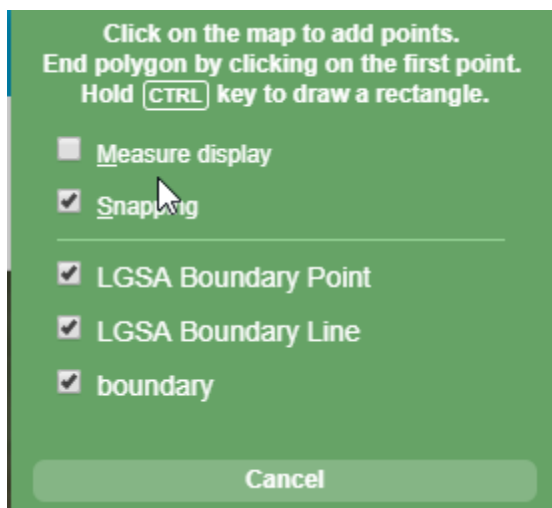 Click on the map to add points.
End polygon by clicking on the first point.
Hold CTRL key to draw a rectangle.
Measure display
Snapping
LGSA Boundary Point
LGSA Boundary Line
boundary
Cancel